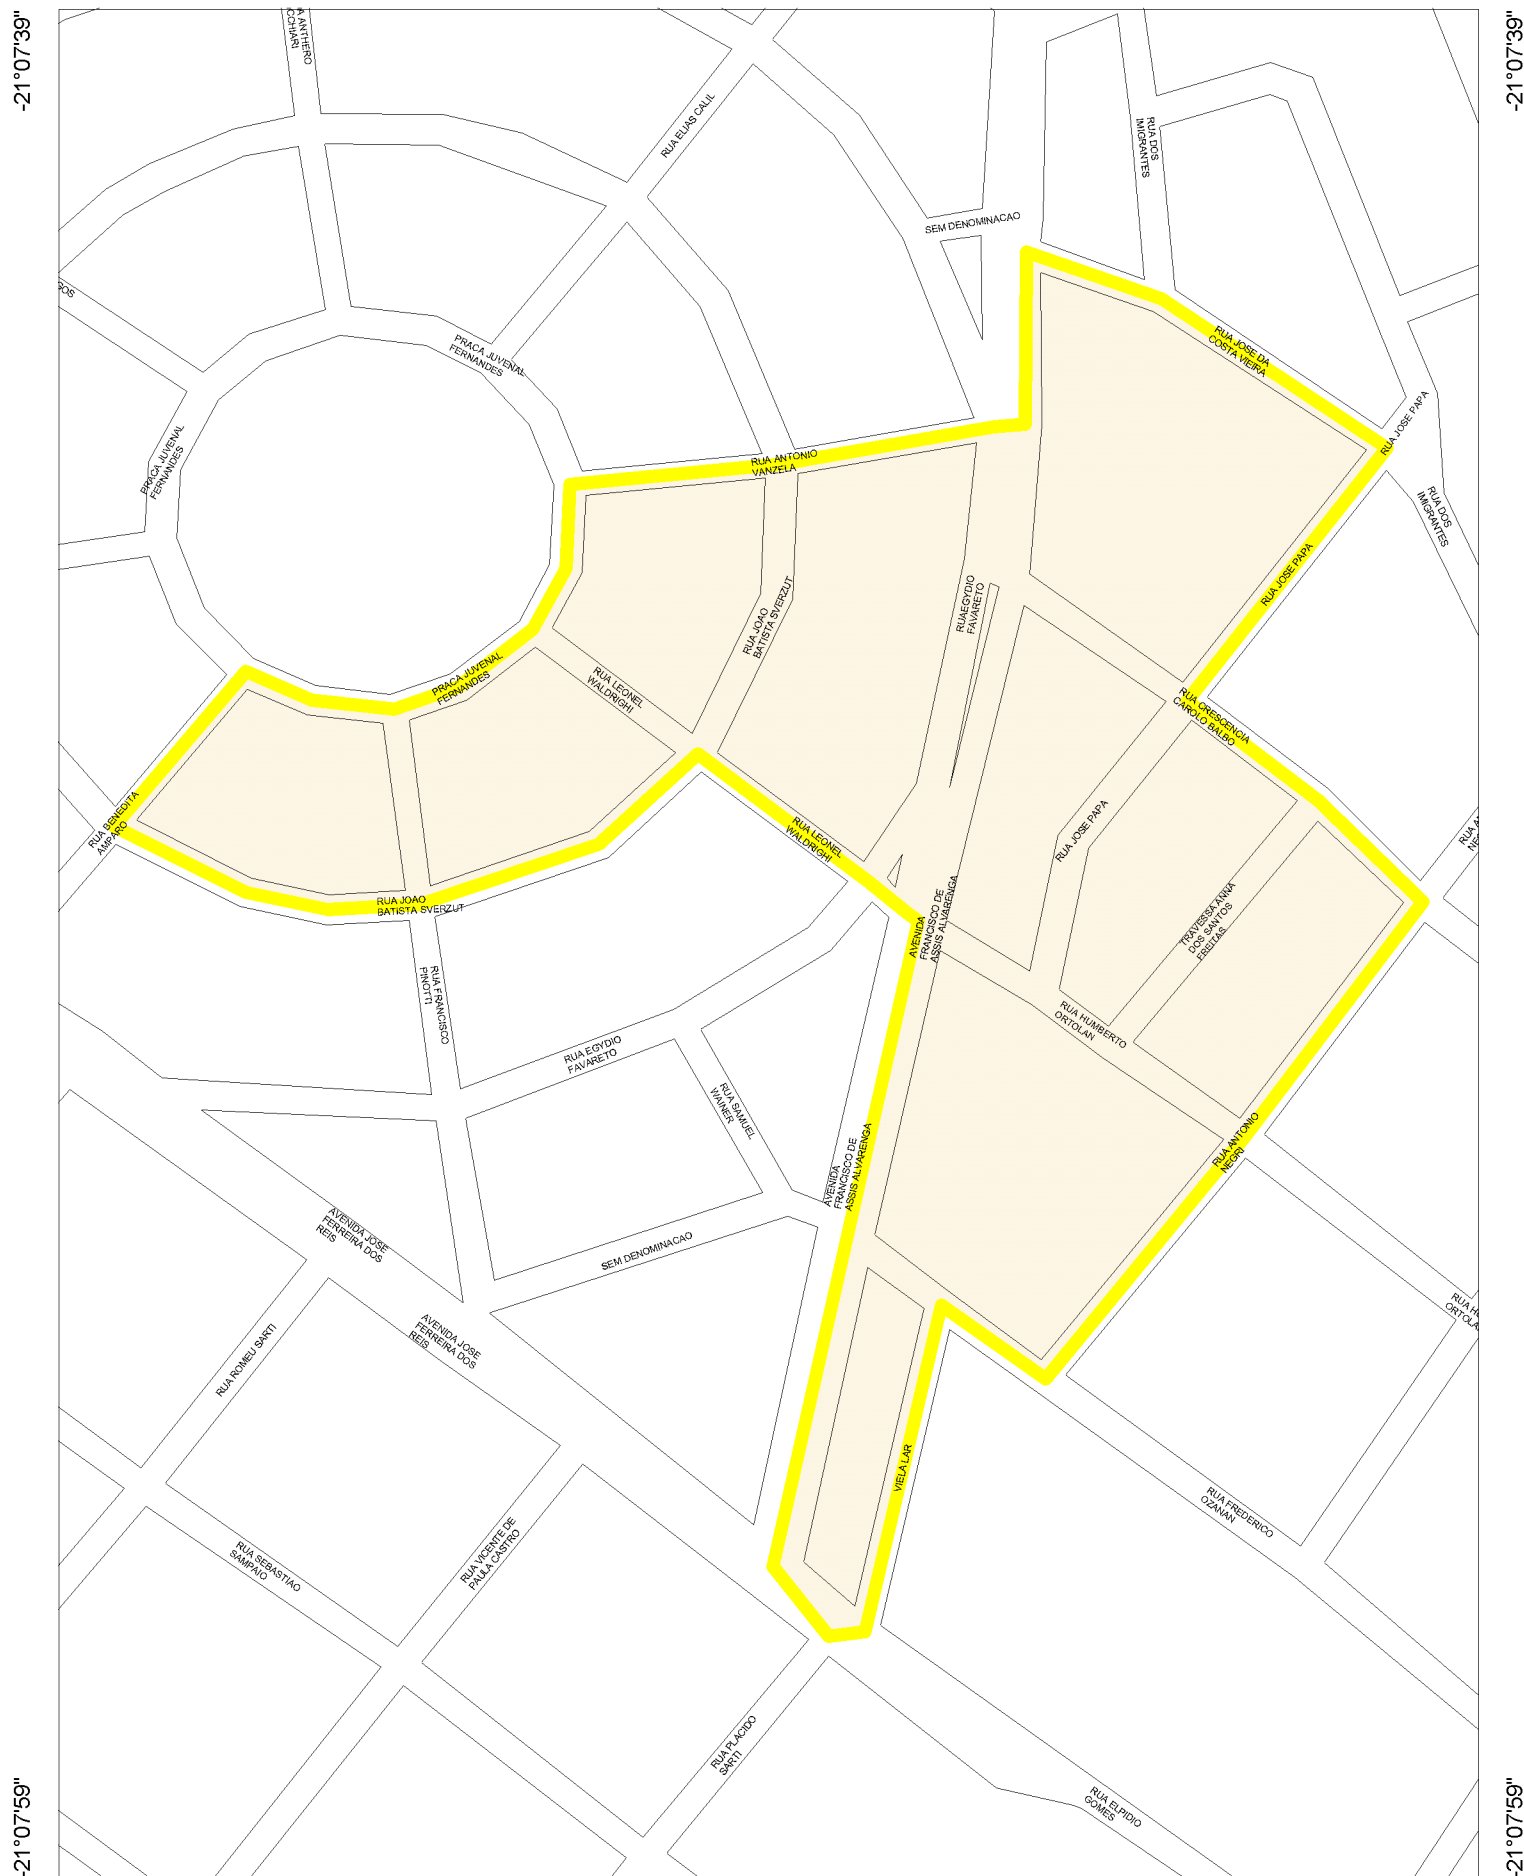 -21°07'39"
-21°07'39"
CCHIARI
A ANTHERO
RUA ELIAS CALIL
RUA DOS
IMIGRANTES
SEM DENOMINACAO
GOS
PRACA JUVENAL
FERNANDES
RUA JOSE DA
COSTA VIEIRA
RUA JOSE PAPA
PRACA JUVENAL
FERNANDES
RUA ANTONIO
VANZELA
RUA DOS
IMIGRANTES
RUA JOSE PAPA
RUAEGYDIO
FAVARETO
RUA JOAO
BATISTA SVERZUT
PRACA JUVENAL
FERNANDES
RUA LEONEL
WALDRIGHI
RUA CRESCENCIA
CAROLO BALBO
RUA BENEDITA
AMPARO
RUA LEONEL
WALDRIGHI
RUA JOSE PAPA
RUA A
NE
RUA JOAO
BATISTA SVERZUT
AVENIDA
FRANCISCO DE
ASSIS ALVARENGA
TRAVESSA ANNA
DOS SANTOS
FREITAS
RUA FRANCISCO
PINOTTI
RUA HUMBERTO
ORTOLAN
RUA EGYDIO
FAVARETO
RUA SAMUEL
WAINER
AVENIDA
FRANCISCO DE
ASSIS ALVARENGA
RUA ANTONIO
NEGRI
AVENIDA JOSE
FERREIRA DOS
REIS
SEM DENOMINACAO
RUA H
ORTOLA
AVENIDA JOSE
FERREIRA DOS
REIS
RUA ROMEU SARTI
VIELA LAR
RUA FREDERICO
OZANAN
RUA VICENTE DE
PAULA CASTRO
RUA SEBASTIAO
SAMPAIO
RUA PLACIDO
SARTI
RUA ELPIDIO
GOMES
-21°07'59"
-21°07'59"